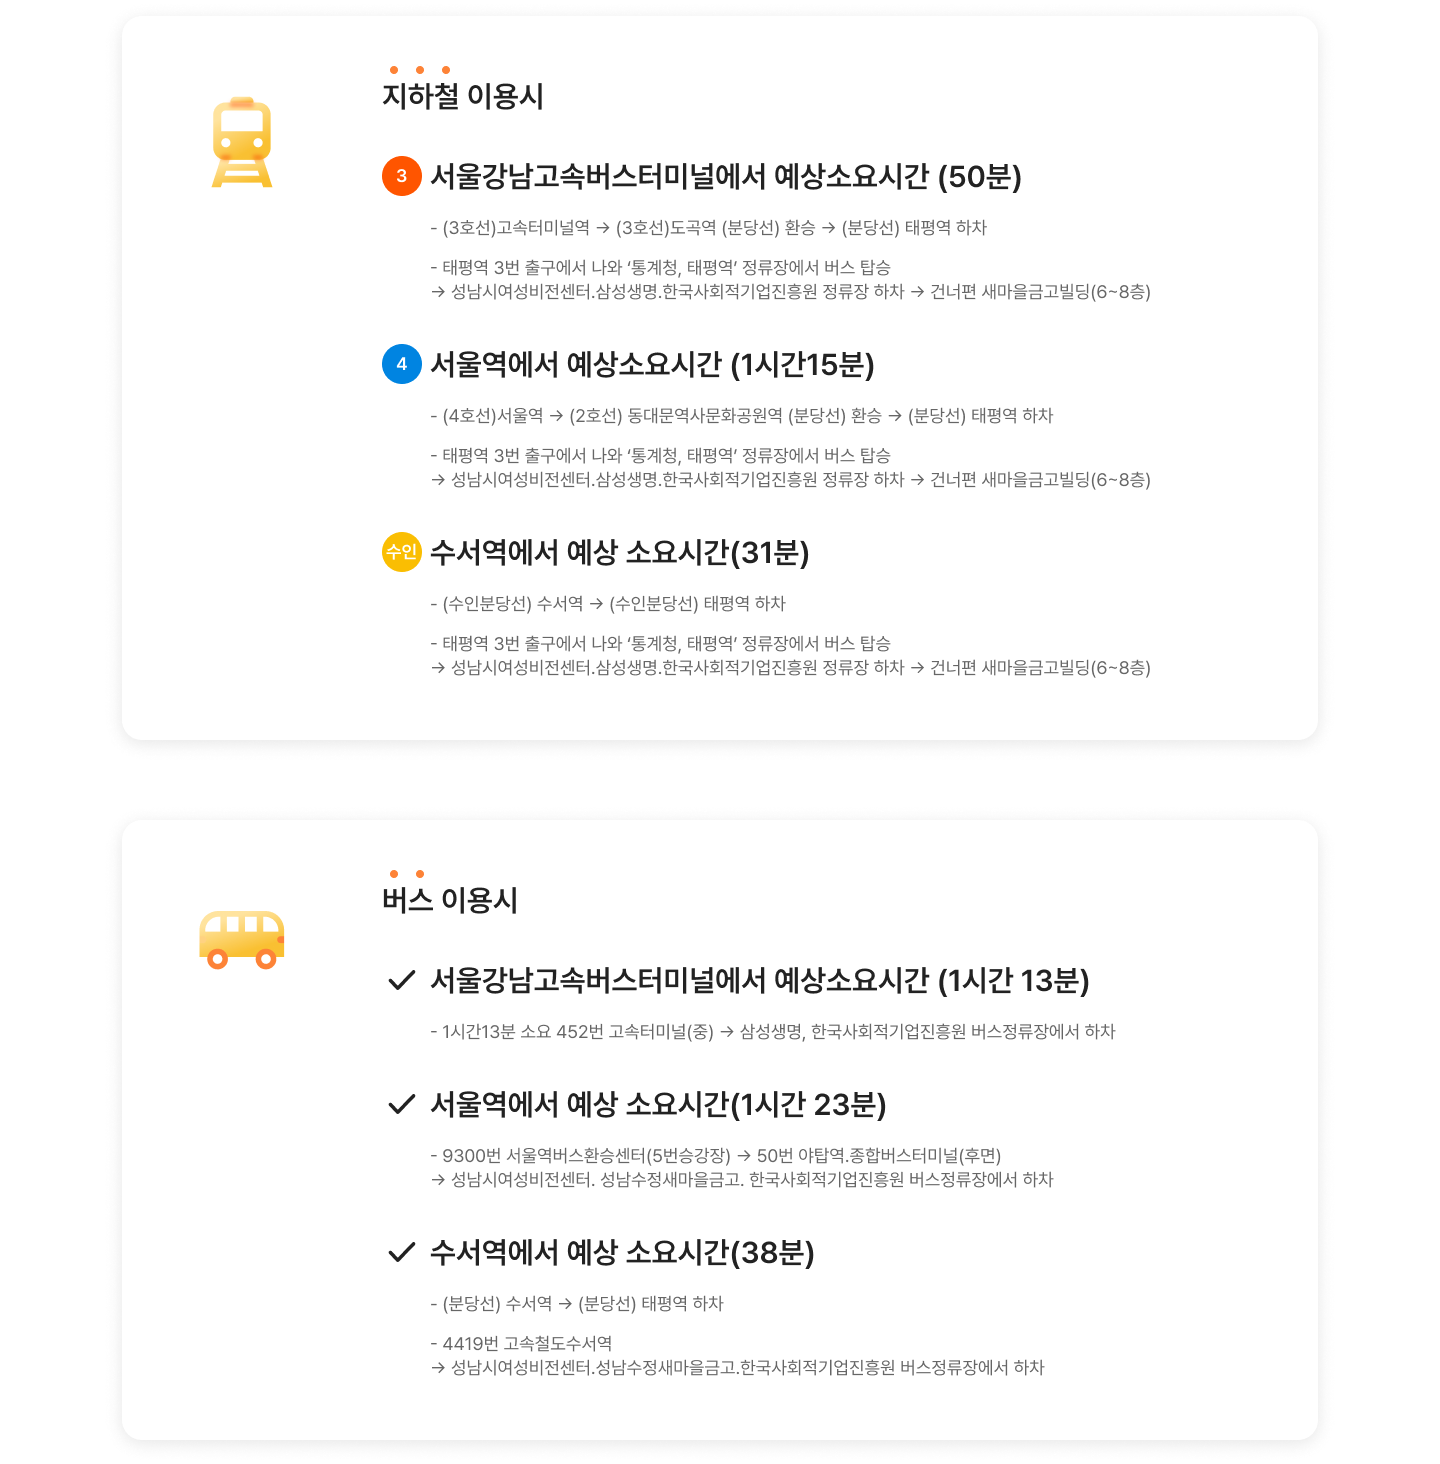 지하철 이용시
3 서울강남고속버스터미널에서 예상소요시간 (50분)
- (3호선)고속터미널역 → (3호선)도곡역 (분당선) 환승 → (분당선) 태평역 하차
- 태평역 3번 출구에서 나와 ‘통계청, 태평역’ 정류장에서 버스 탑승
→ 성남시여성비전센터.삼성생명.한국사회적기업진흥원 정류장 하차 → 건너편 새마을금고빌딩(6~8층)
4 서울역에서 예상소요시간 (1시간15분)
- (4호선)서울역 → (2호선) 동대문역사문화공원역 (분당선) 환승 → (분당선) 태평역 하차
- 태평역 3번 출구에서 나와 ‘통계청, 태평역’ 정류장에서 버스 탑승
→ 성남시여성비전센터.삼성생명.한국사회적기업진흥원 정류장 하차 → 건너편 새마을금고빌딩(6~8층)
수인 수서역에서 예상 소요시간(31분)
- (수인분당선) 수서역 → (수인분당선) 태평역 하차
- 태평역 3번 출구에서 나와 ‘통계청, 태평역’ 정류장에서 버스 탑승
→ 성남시여성비전센터.삼성생명.한국사회적기업진흥원 정류장 하차 → 건너편 새마을금고빌딩(6~8층)
버스 이용시
서울강남고속버스터미널에서 예상소요시간 (1시간 13분)
- 1시간13분 소요 452번 고속터미널(중) → 삼성생명, 한국사회적기업진흥원 버스정류장에서 하차
서울역에서 예상 소요시간(1시간 23분)
- 9300번 서울역버스환승센터(5번승강장) → 50번 야탑역.종합버스터미널(후면)
→ 성남시여성비전센터. 성남수정새마을금고. 한국사회적기업진흥원 버스정류장에서 하차
수서역에서 예상 소요시간(38분)
- (분당선) 수서역 → (분당선) 태평역 하차
- 4419번 고속철도수서역
→ 성남시여성비전센터.성남수정새마을금고.한국사회적기업진흥원 버스정류장에서 하차